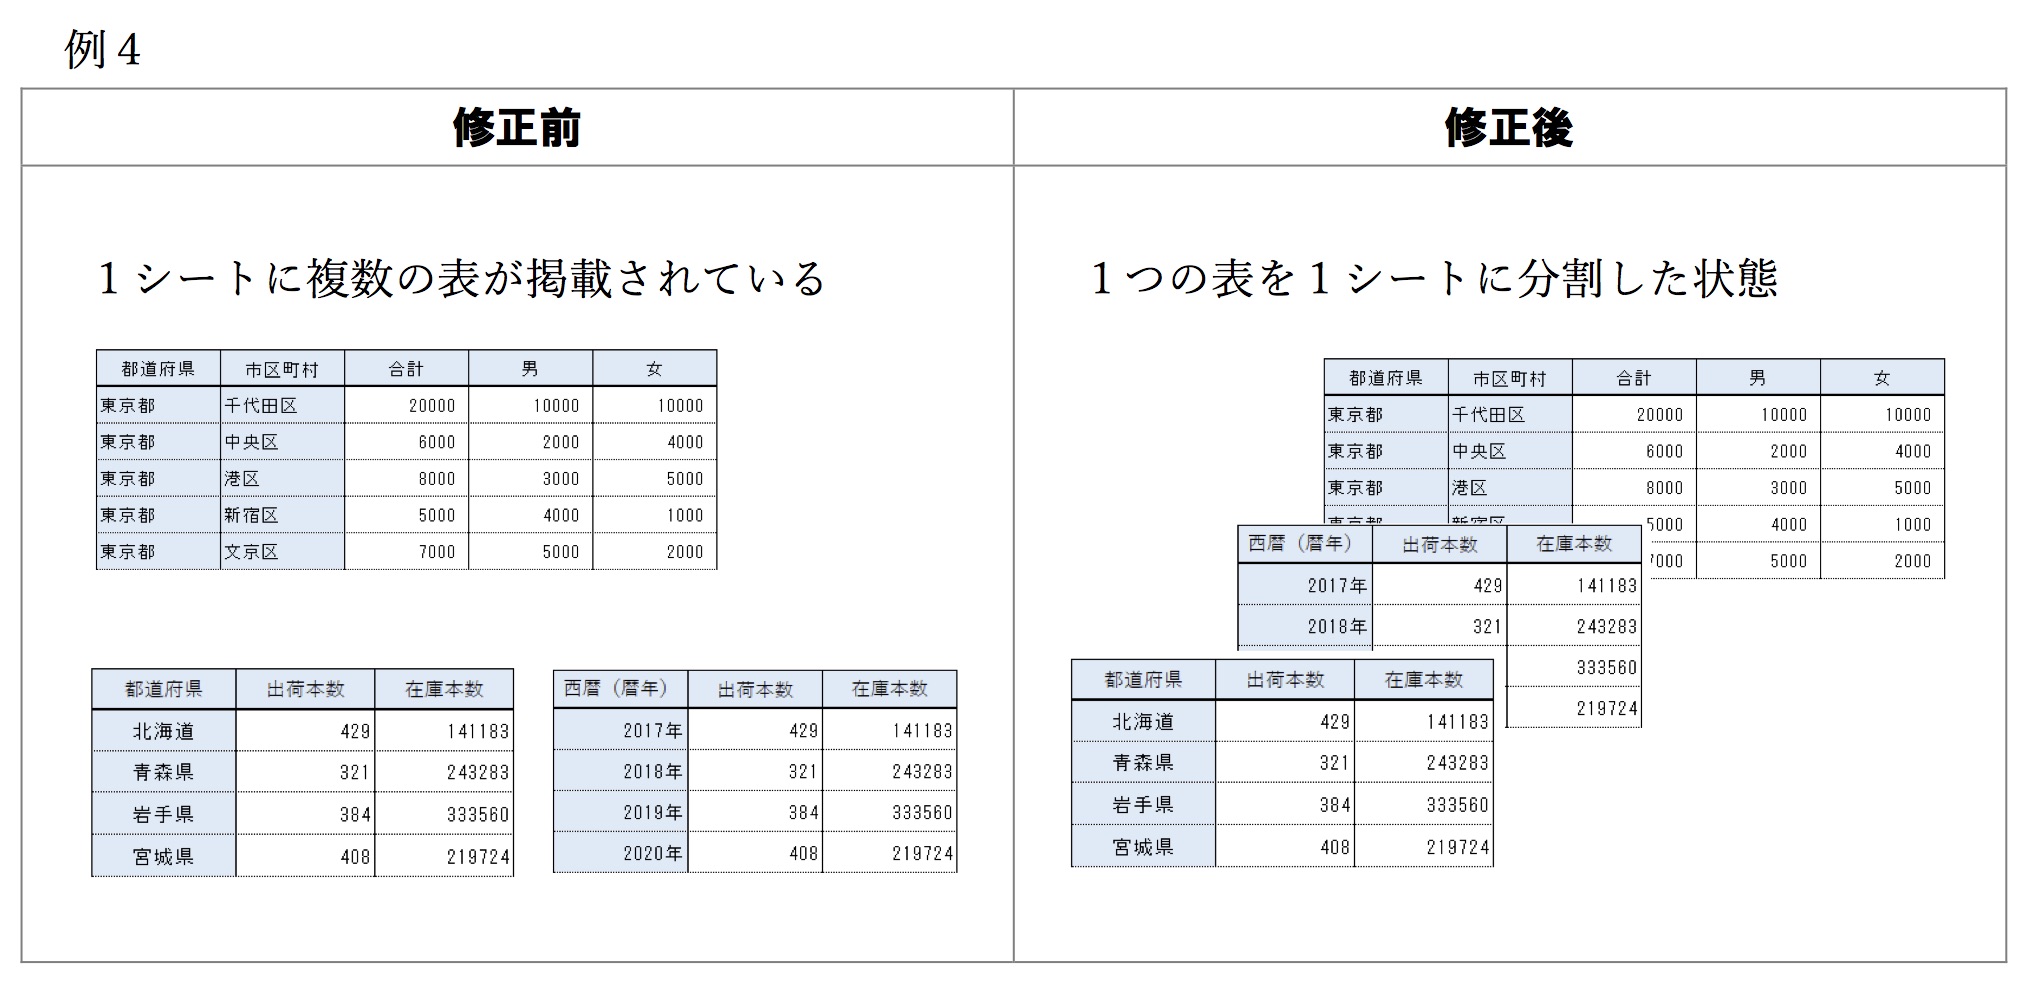 例４
修正前 修正後
１シートに複数の表が掲載されている
都道府県 市区町村 合計 男 女
東京都 千代田区 20000 10000 10000
東京都 中央区 6000 2000 4000
東京都 港区 8000 3000 5000
東京都 新宿区 5000 4000 1000
東京都 文京区 7000 5000 2000
都道府県 出荷本数 在庫本数
北海道 429 141183
青森県 321 243283
岩手県 384 333560
宮城県 408 219724
西暦（暦年） 出荷本数 在庫本数
2017年 429 141183
2018年 321 243283
2019年 384 333560
2020年 408 219724
１つの表を１シートに分割した状態
都道府県 市区町村 合計 男 女
東京都 千代田区 20000 10000 10000
東京都 中央区 6000 2000 4000
東京都 港区 8000 3000 5000
東京都 新宿区 5000 4000 1000
7000 5000 2000
西暦（暦年） 出荷本数 在庫本数
2017年 429 141183
2018年 321 243283
333560
219724
都道府県 出荷本数 在庫本数
北海道 429 141183
青森県 321 243283
岩手県 384 333560
宮城県 408 219724